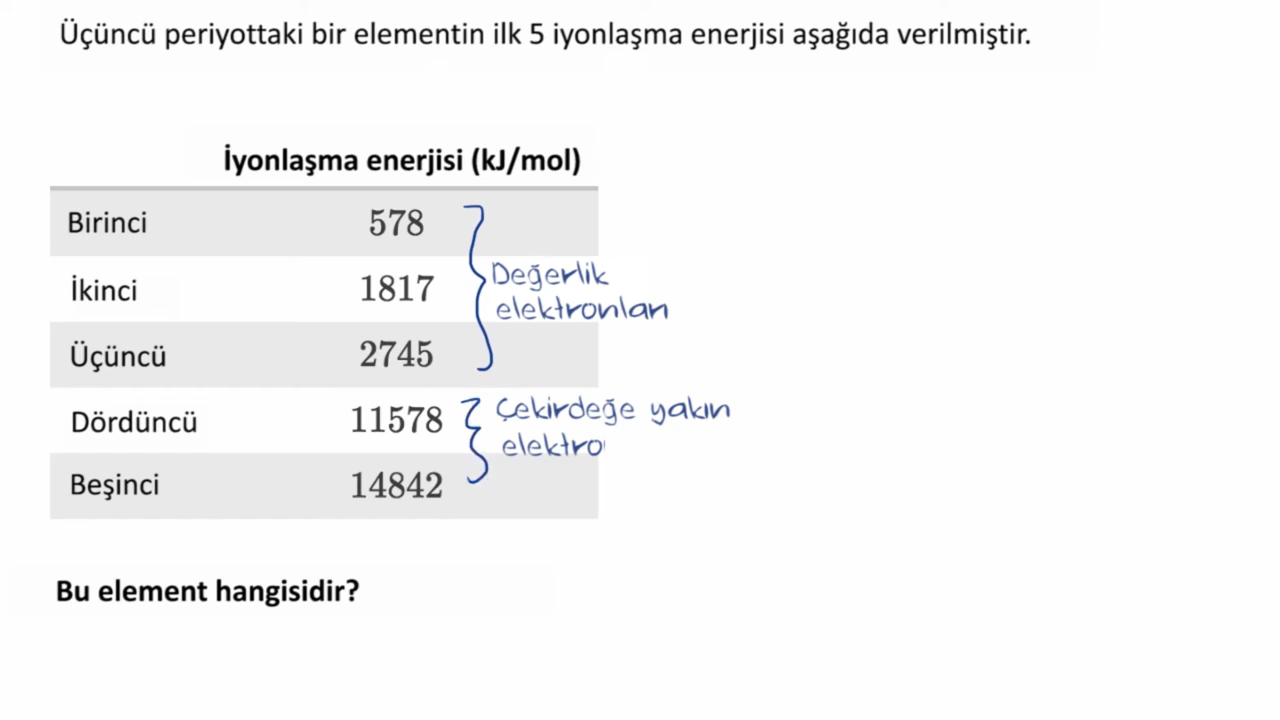 Üçüncü periyottaki bir elementin ilk 5 iyonlaşma enerjisi aşağıda verilmiştir.
İyonlaşma enerjisi (kJ/mol)
Birinci 578
İkinci 1817
Üçüncü 2745
Dördüncü 11578
Beşinci 14842
Değerlik
elektronları
Çekirdeğe yakın
elektro
Bu element hangisidir?